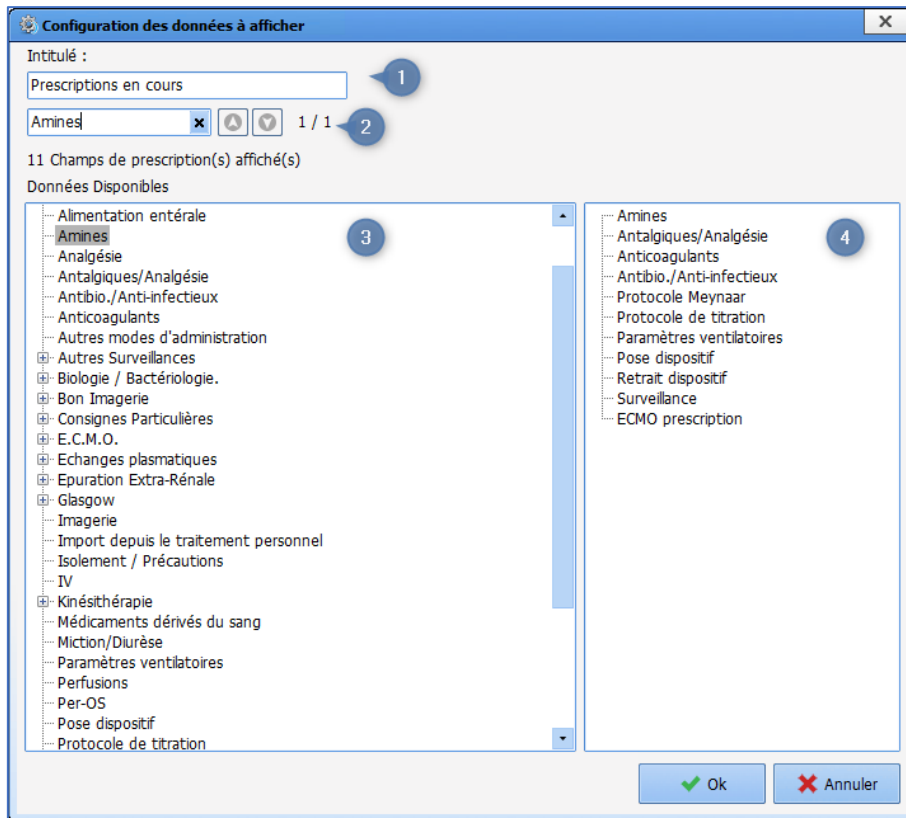 Configuration des données à afficher
Intitulé :
Prescriptions en cours
1
Amines
1 / 1
2
11 Champs de prescription(s) affiché(s)
Données Disponibles
Alimentation entérale
Amines
Analgésie
Antalgiques/Analgésie
Antibio./Anti-infectieux
Anticoagulants
Autres modes d'administration
Autres Surveillances
Biologie / Bactériologie.
Bon Imagerie
Consignes Particulières
E.C.M.O.
Echanges plasmatiques
Epuration Extra-Rénale
Glasgow
Imagerie
Import depuis le traitement personnel
Isolement / Précautions
IV
Kinésithérapie
Médicaments dérivés du sang
Miction/Diurèse
Paramètres ventilatoires
Perfusions
Per-OS
Pose dispositif
Protocole de titration
3
Amines
Antalgiques/Analgésie
Anticoagulants
Antibio./Anti-infectieux
Protocole Meynaar
Protocole de titration
Paramètres ventilatoires
Pose dispositif
Retrait dispositif
Surveillance
ECMO prescription
4
Ok
Annuler